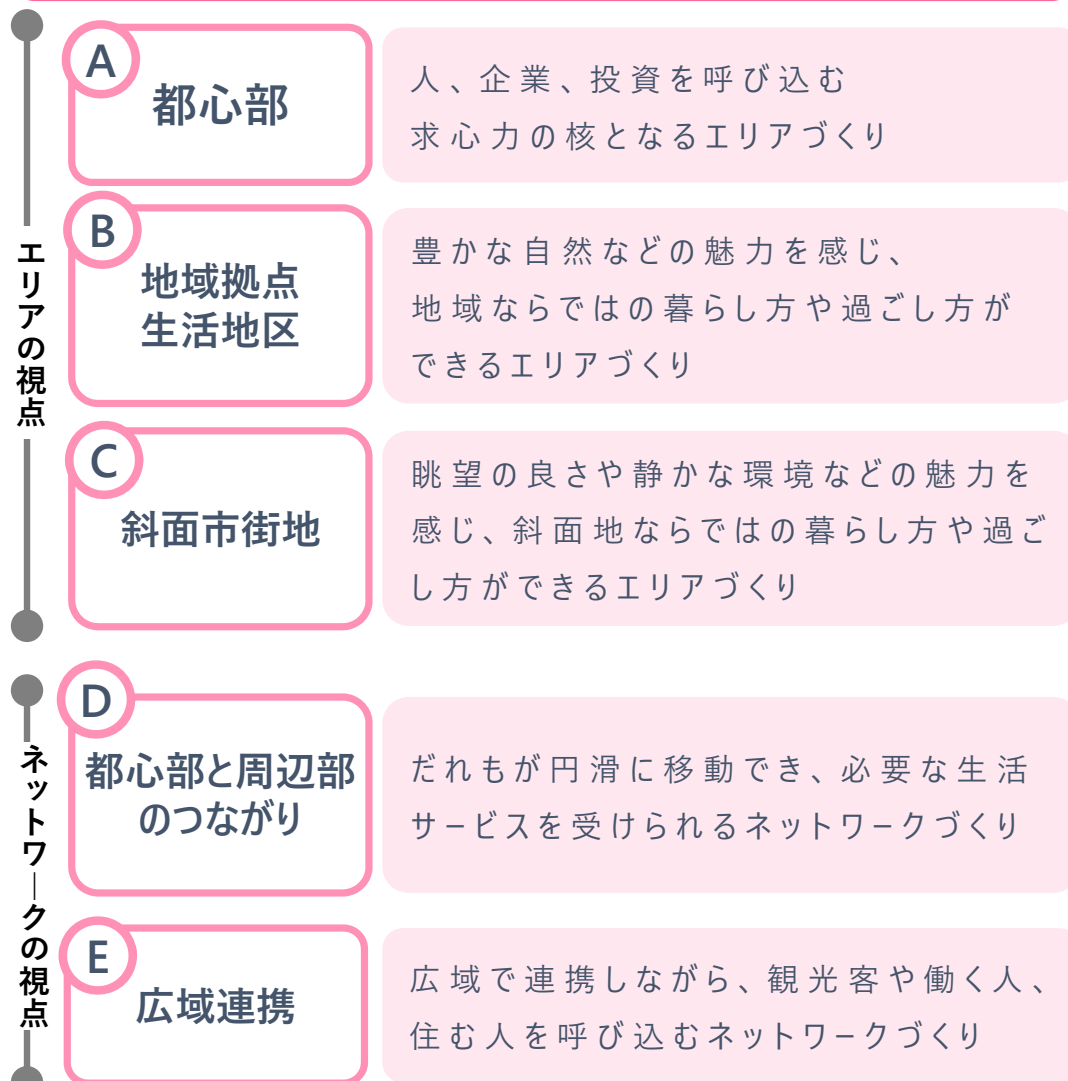 エリアの視点
A
都心部
人、企業、投資を呼び込む
求心力の核となるエリアづくり
B
地域拠点
生活地区
豊かな自然などの魅力を感じ、
地域ならではの暮らし方や過ごし方が
できるエリアづくり
C
斜面市街地
眺望の良さや静かな環境などの魅力を
感じ、斜面地ならではの暮らし方や過ご
し方ができるエリアづくり
ネットワークの視点
D
都心部と周辺部
のつながり
だれもが円滑に移動でき、必要な生活
サービスを受けられるネットワークづくり
E
広域連携
広域で連携しながら、観光客や働く人、
住む人を呼び込むネットワークづくり